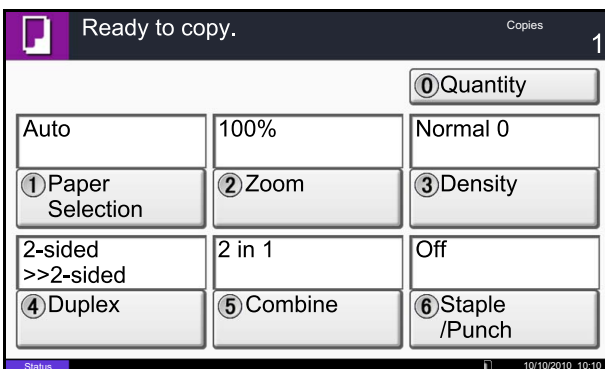 Ready to copy.
Copies
1
0 Quantity
Auto
100%
Normal 0
1 Paper
Selection
2 Zoom
3 Density
2-sided
>>2-sided
2 in 1
Off
4 Duplex
5 Combine
6 Staple
/Punch
Status
10/10/2010 10:10